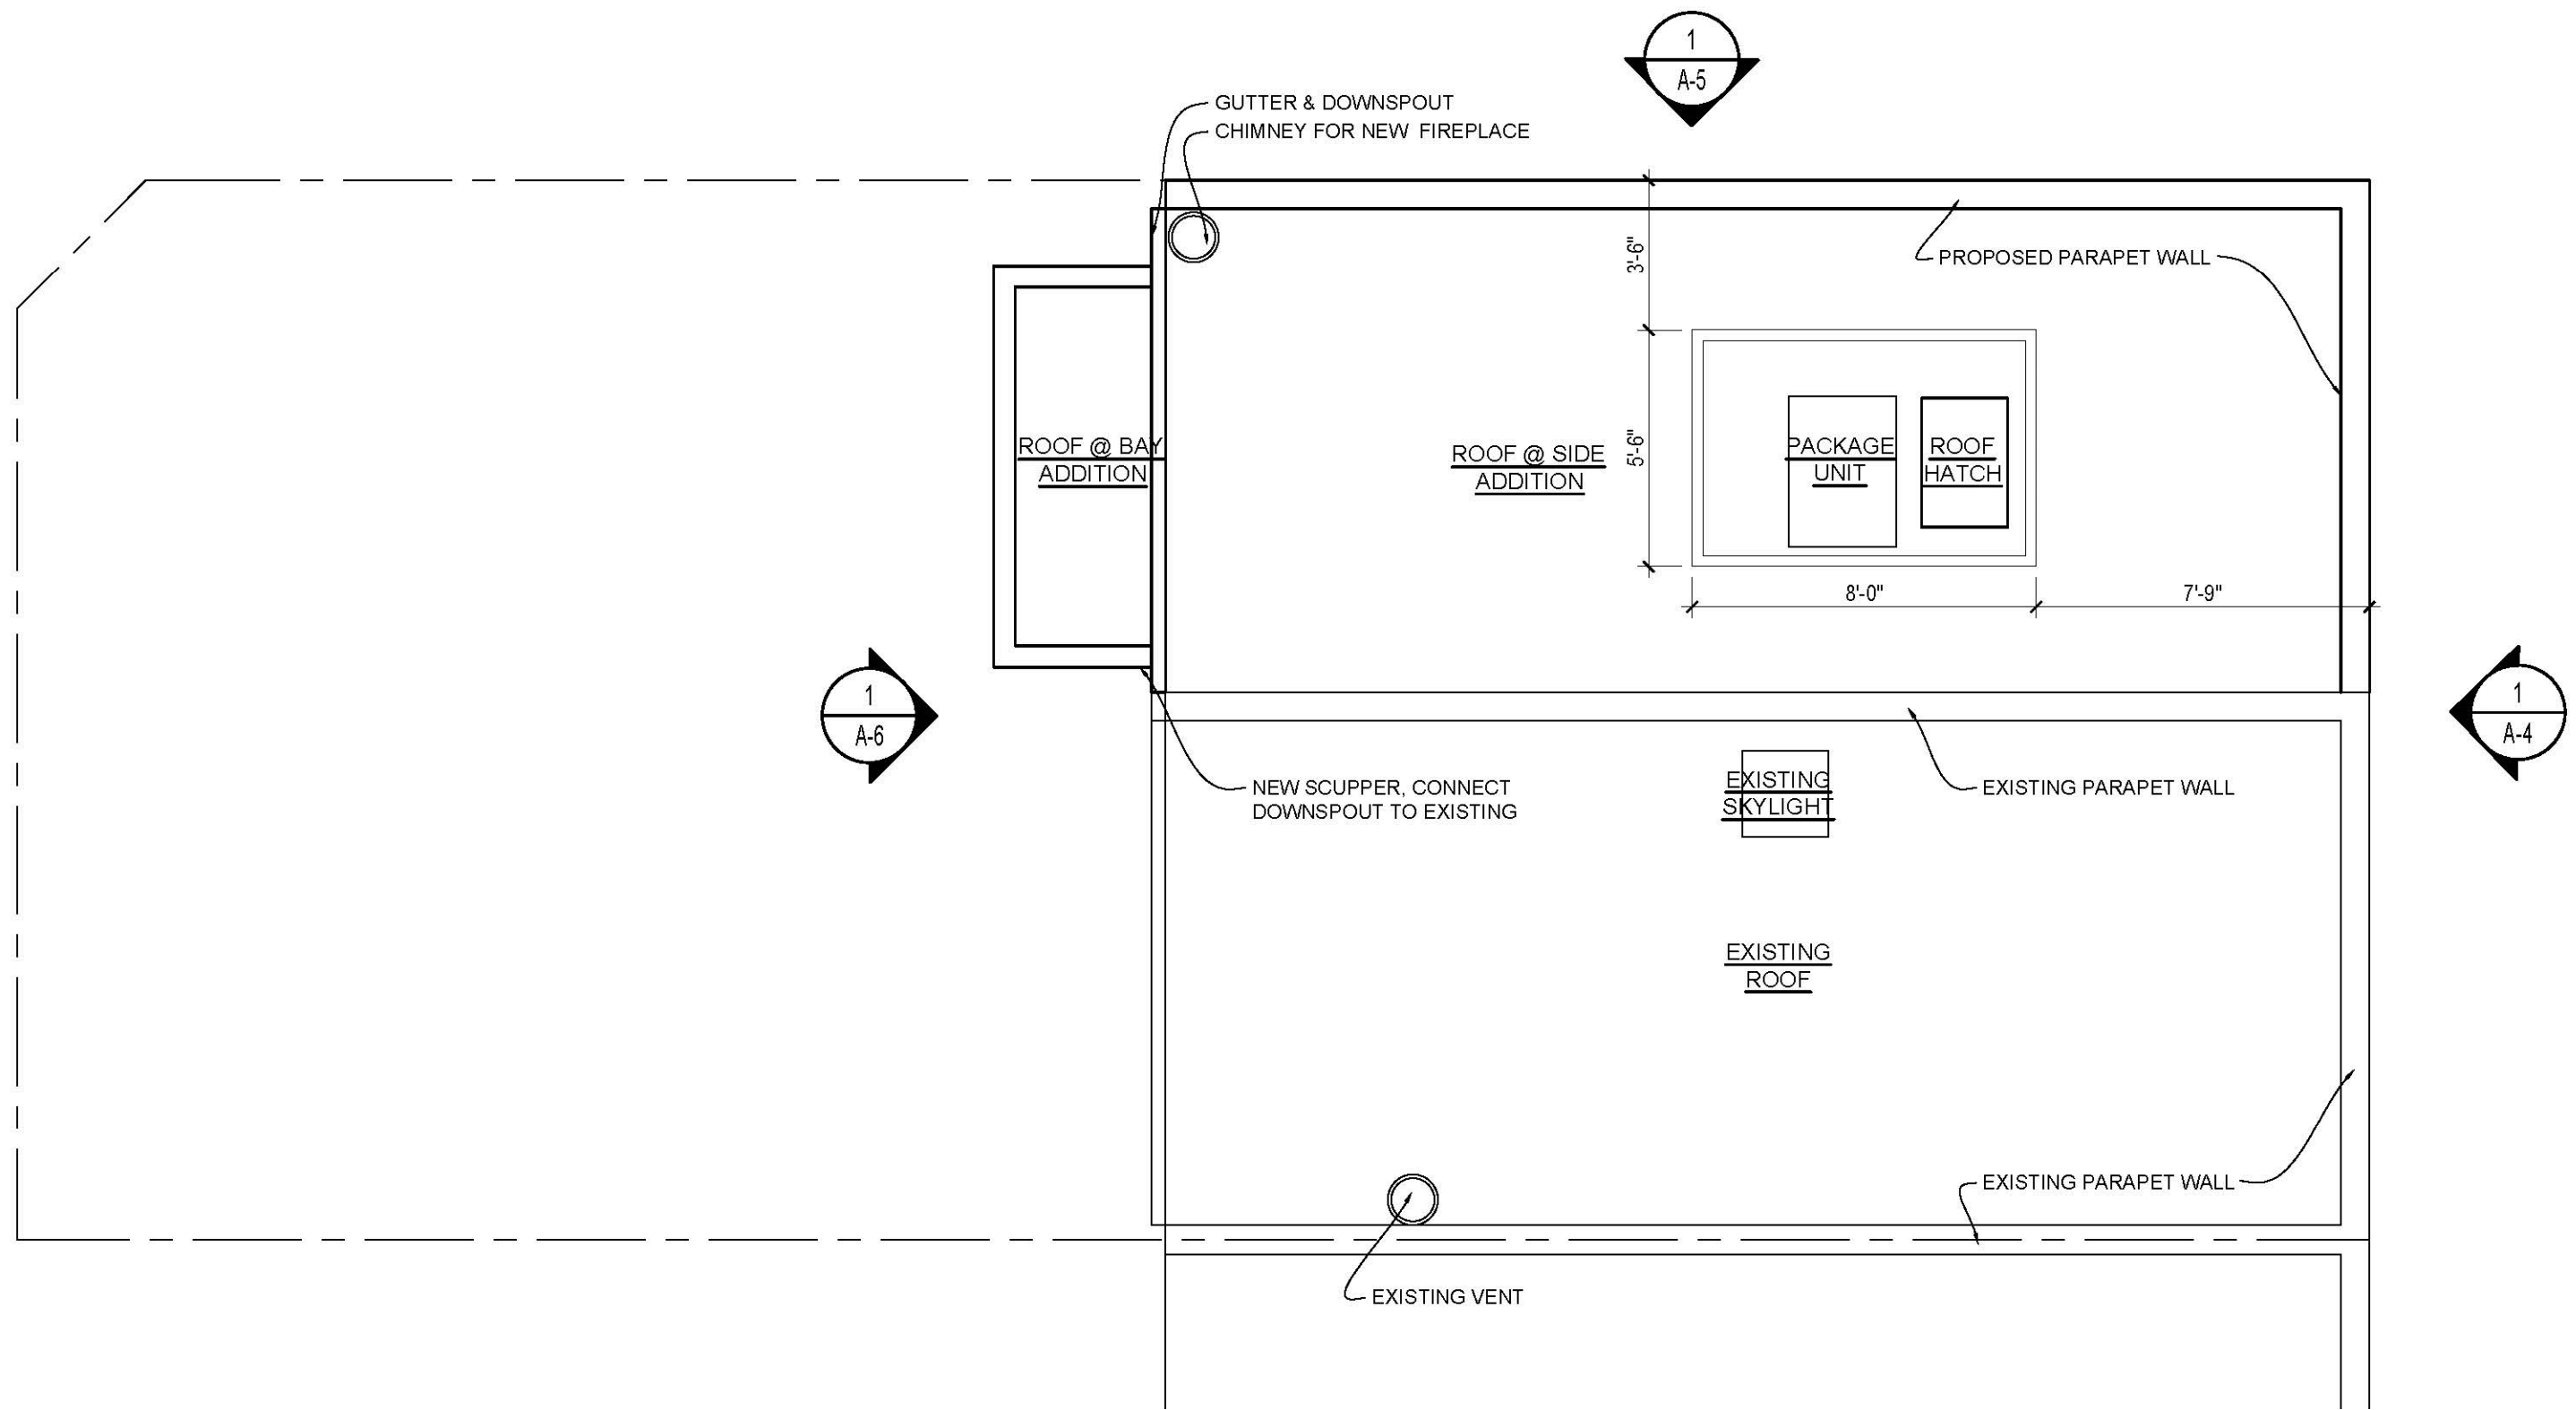 1
A-5
GUTTER & DOWNSPOUT
CHIMNEY FOR NEW FIREPLACE
3'-6"
PROPOSED PARAPET WALL
ROOF @ BAY
ADDITION
ROOF @ SIDE
ADDITION
5'-6"
PACKAGE
UNIT
ROOF
HATCH
8'-0"
7'-9"
1
A-6
1
A-4
NEW SCUPPER, CONNECT
DOWNSPOUT TO EXISTING
EXISTING
SKYLIGHT
EXISTING PARAPET WALL
EXISTING
ROOF
EXISTING PARAPET WALL
EXISTING VENT